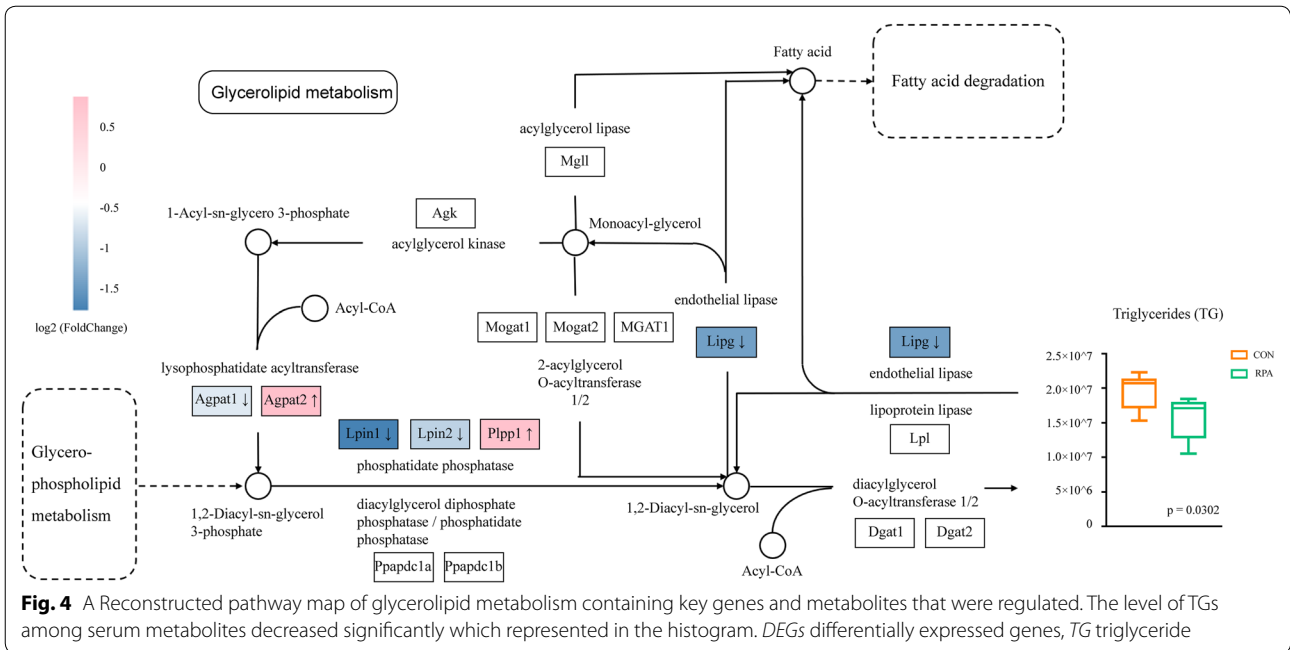 Glycerolipid metabolism
0.5
0
-0.5
-1
-1.5
log2 (FoldChange)
Fatty acid
Fatty acid degradation
acylglycerol lipase
Mgll
1-Acyl-sn-glycero 3-phosphate
Agk
acylglycerol kinase
Monoacyl-glycerol
Acyl-CoA
Mogat1
Mogat2
MGAT1
2-acylglycerol
O-acyltransferase
1/2
endothelial lipase
Lipg ↓
Lipg ↓
endothelial lipase
lipoprotein lipase
Lpl
lysophosphatidate acyltransferase
Agpat1 ↓
Agpat2 ↑
Lpin1 ↓
Lpin2 ↓
Plpp1 ↑
phosphatidate phosphatase
Glycero-
phospholipid
metabolism
1,2-Diacyl-sn-glycerol
3-phosphate
diacylglycerol diphosphate
phosphatase / phosphatidate
phosphatase
Ppapdc1a
Ppapdc1b
1,2-Diacyl-sn-glycerol
Acyl-CoA
diacylglycerol
O-acyltransferase 1/2
Dgat1
Dgat2
Triglycerides (TG)
2.5×10^7
2.0×10^7
1.5×10^7
1.0×10^7
5×10^6
0
CON
RPA
p = 0.0302
Fig. 4 A Reconstructed pathway map of glycerolipid metabolism containing key genes and metabolites that were regulated. The level of TGs
among serum metabolites decreased significantly which represented in the histogram. DEGs differentially expressed genes, TG triglyceride